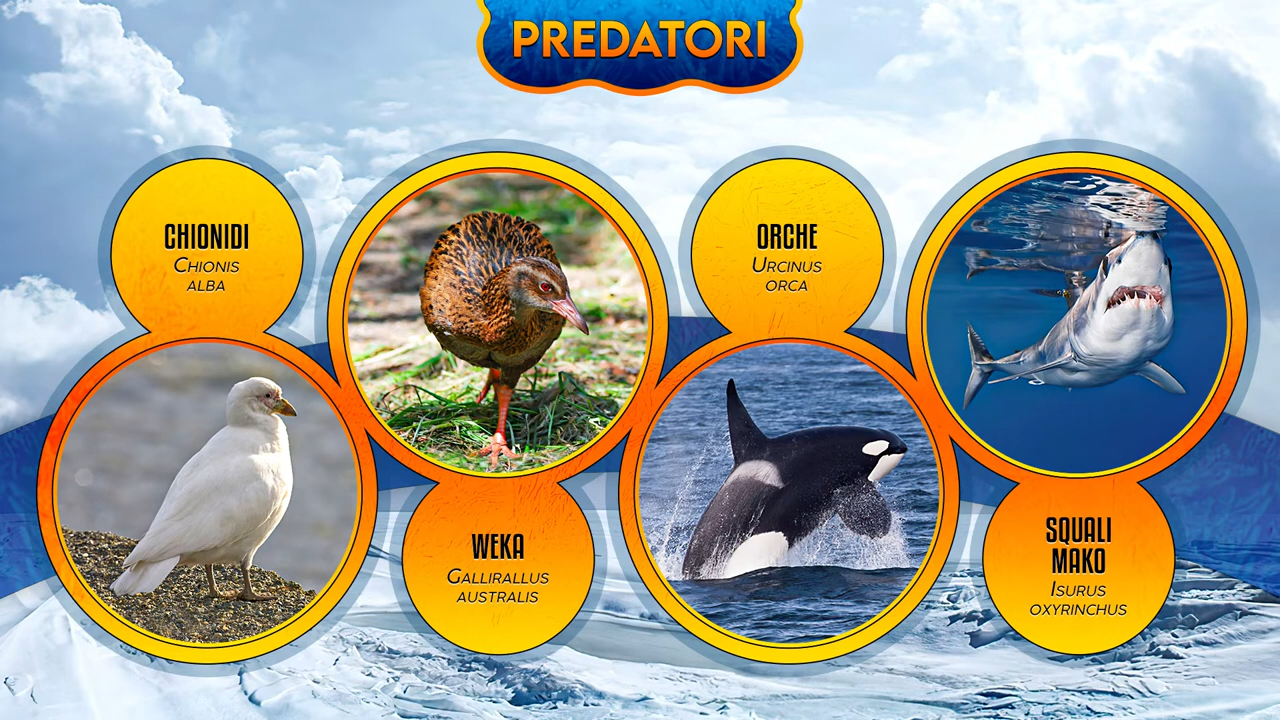 PREDATORI
CHIONIDI
Chionis
alba
WEKA
Gallirallus
australis
ORCHE
Urcinus
orca
SQUALI
MAKO
Isurus
oxyrinchus